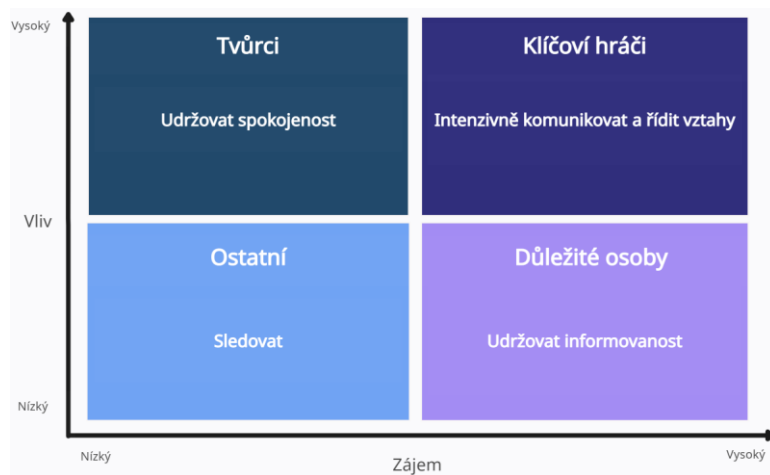 Vysoký
Tvůrci
Klíčoví hráči
Udržovat spokojenost
Intenzivně komunikovat a řídit vztahy
Vliv
Ostatní
Důležité osoby
Sledovat
Udržovat informovanost
Nízký
Nízký
Zájem
Vysoký